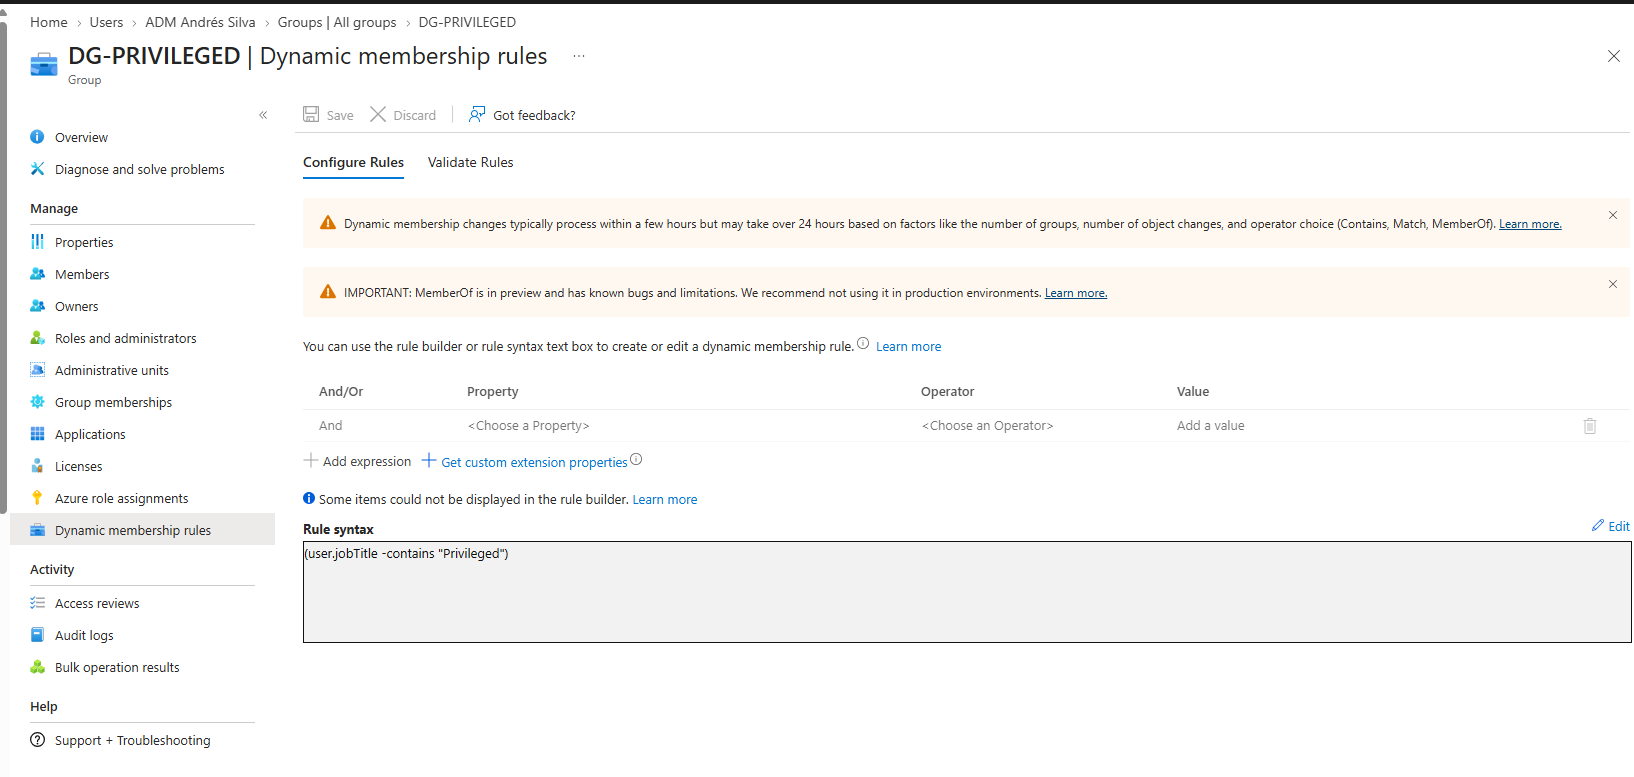 Home > Users > ADM Andrés Silva > Groups | All groups > DG-PRIVILEGED
DG-PRIVILEGED | Dynamic membership rules ...
Group
«
Overview
Diagnose and solve problems
Manage
Properties
Members
Owners
Roles and administrators
Administrative units
Group memberships
Applications
Licenses
Azure role assignments
Dynamic membership rules
Activity
Access reviews
Audit logs
Bulk operation results
Help
Support + Troubleshooting
Save Discard Got feedback?
Configure Rules Validate Rules
Dynamic membership changes typically process within a few hours but may take over 24 hours based on factors like the number of groups, number of object changes, and operator choice (Contains, Match, MemberOf). Learn more.
IMPORTANT: MemberOf is in preview and has known bugs and limitations. We recommend not using it in production environments. Learn more.
You can use the rule builder or rule syntax text box to create or edit a dynamic membership rule. Learn more
And/Or Property Operator Value
And <Choose a Property> <Choose an Operator> Add a value
Add expression Get custom extension properties
Some items could not be displayed in the rule builder. Learn more
Rule syntax Edit
(user.jobTitle -contains "Privileged")